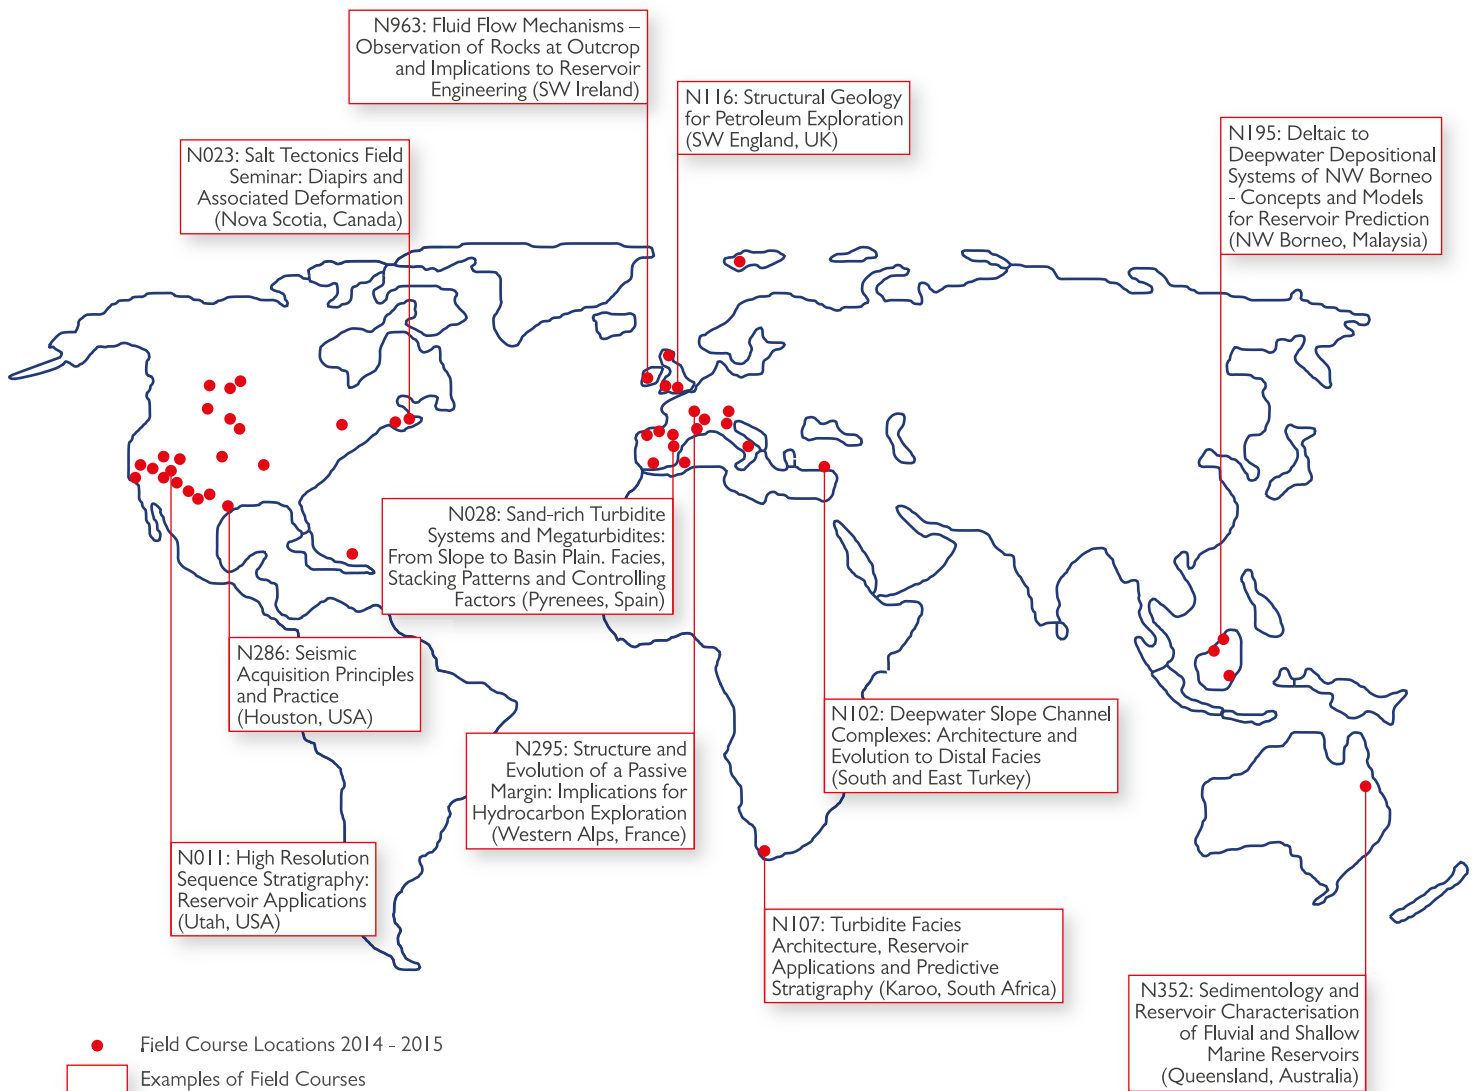 N963: Fluid Flow Mechanisms –
Observation of Rocks at Outcrop
and Implications to Reservoir
Engineering (SW Ireland)
N116: Structural Geology
for Petroleum Exploration
(SW England, UK)
N195: Deltaic to
Deepwater Depositional
Systems of NW Borneo
- Concepts and Models
for Reservoir Prediction
(NW Borneo, Malaysia)
N023: Salt Tectonics Field
Seminar: Diapirs and
Associated Deformation
(Nova Scotia, Canada)
N028: Sand-rich Turbidite
Systems and Megaturbidites:
From Slope to Basin Plain. Facies,
Stacking Patterns and Controlling
Factors (Pyrenees, Spain)
N286: Seismic
Acquisition Principles
and Practice
(Houston, USA)
N295: Structure and
Evolution of a Passive
Margin: Implications for
Hydrocarbon Exploration
(Western Alps, France)
N102: Deepwater Slope Channel
Complexes: Architecture and
Evolution to Distal Facies
(South and East Turkey)
N011: High Resolution
Sequence Stratigraphy:
Reservoir Applications
(Utah, USA)
N107: Turbidite Facies
Architecture, Reservoir
Applications and Predictive
Stratigraphy (Karoo, South Africa)
N352: Sedimentology and
Reservoir Characterisation
of Fluvial and Shallow
Marine Reservoirs
(Queensland, Australia)
Field Course Locations 2014 - 2015
Examples of Field Courses